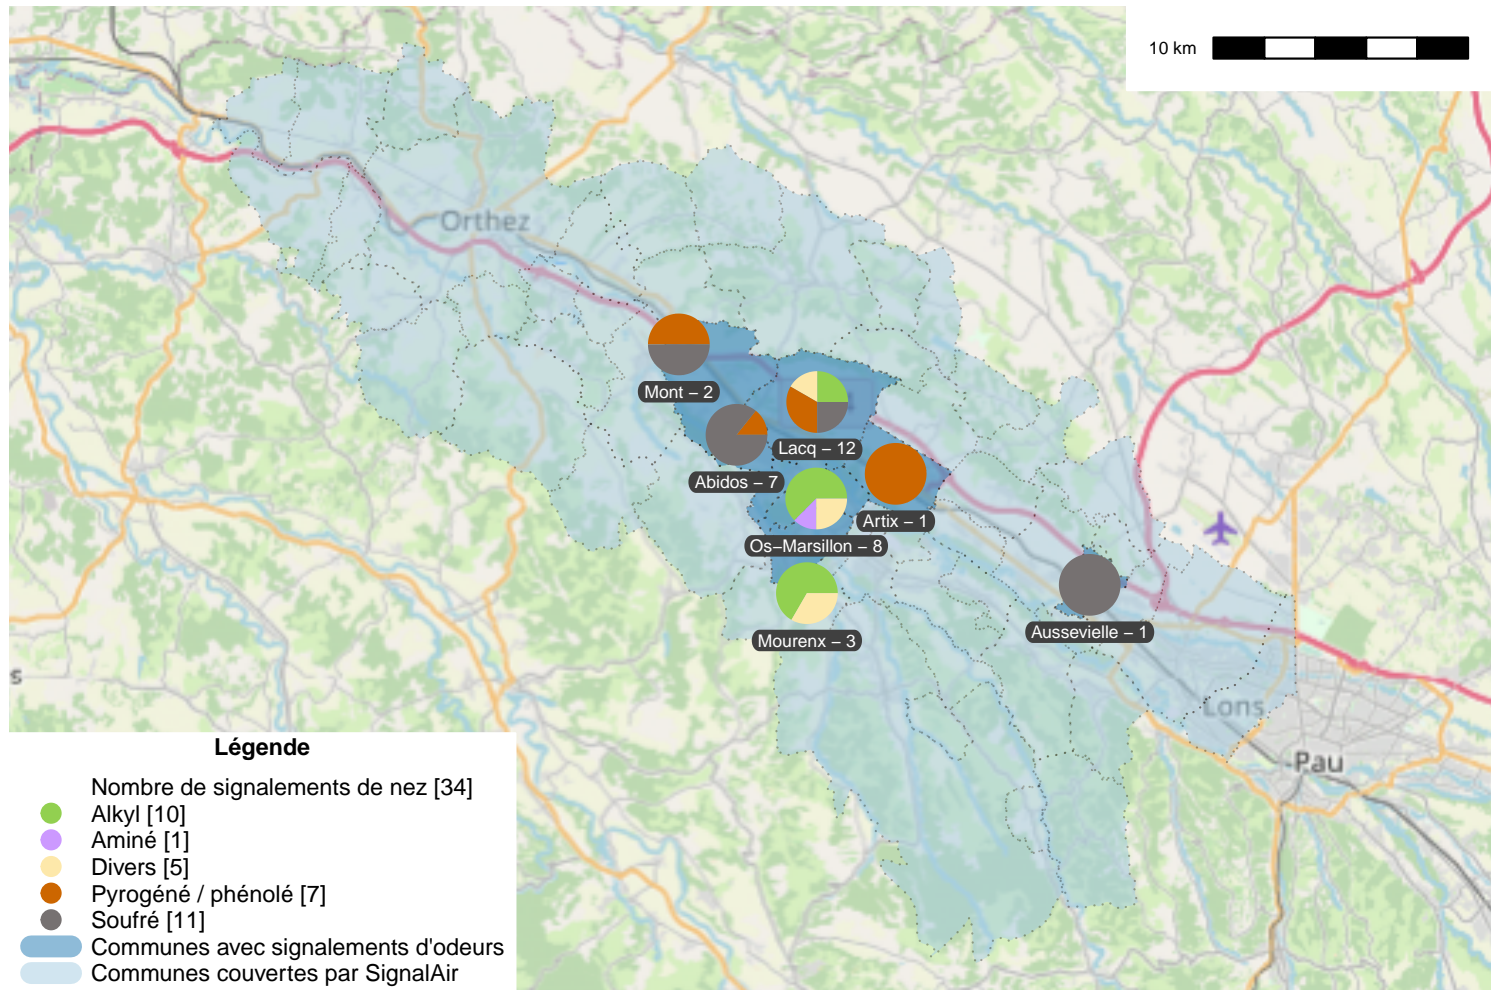 10 km
Orthez
Mont – 2
Lacq – 12
Abidos – 7
Artix – 1
Os–Marsillon – 8
Aussevielle – 1
Mourenx – 3
s
Lons
Pau
Légende
Nombre de signalements de nez [34]
Alkyl [10]
Aminé [1]
Divers [5]
Pyrogéné / phénolé [7]
Soufré [11]
Communes avec signalements d'odeurs
Communes couvertes par SignalAir